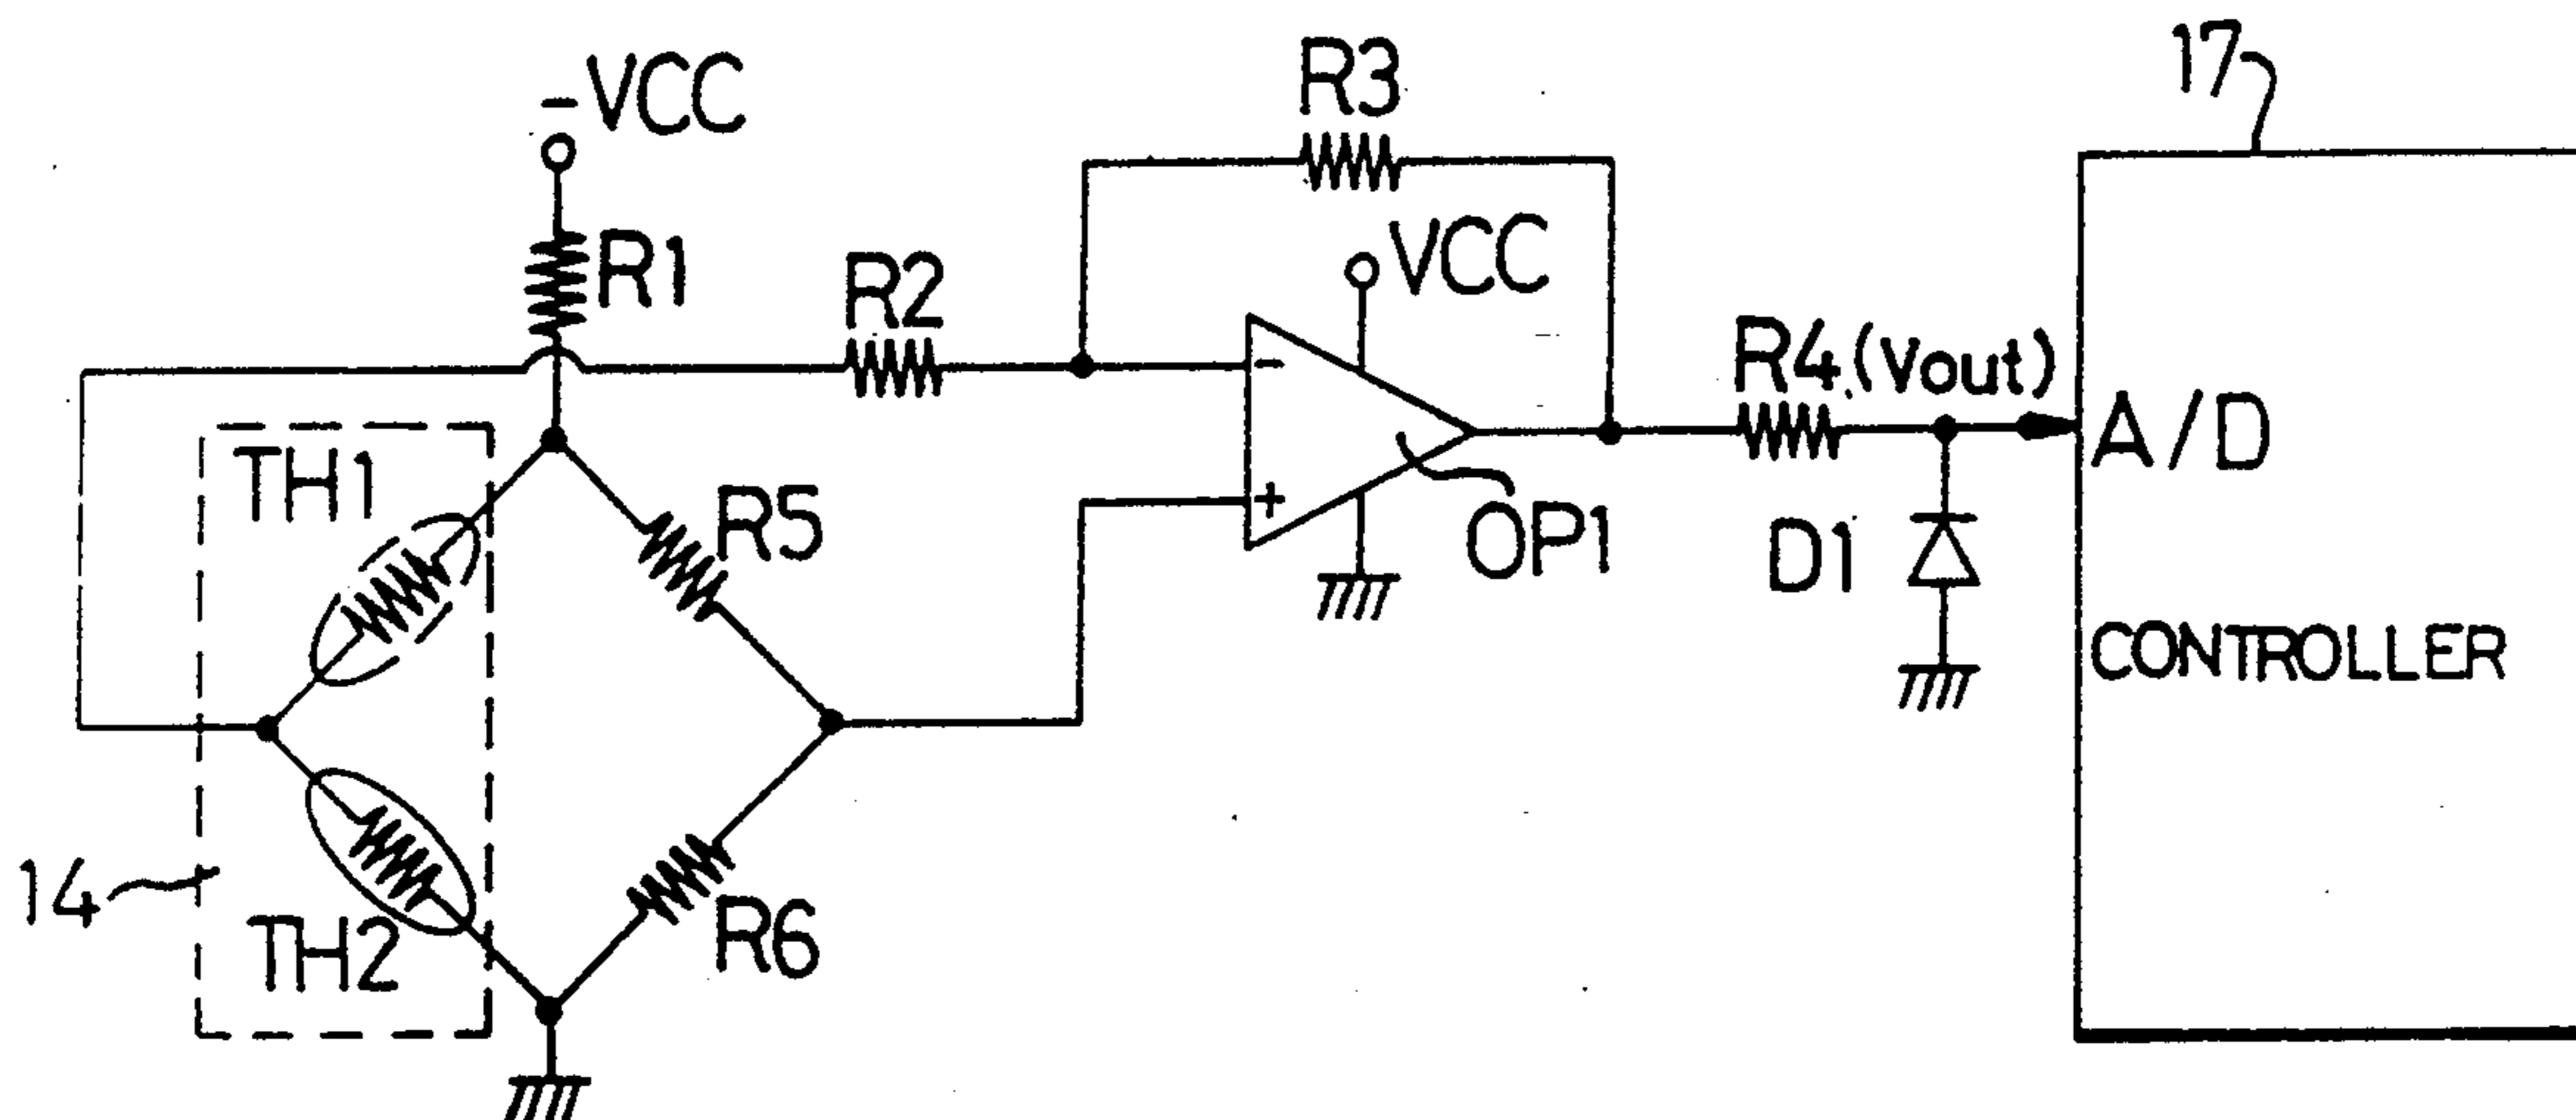 17
-VCC
R3
R1
R2
VCC
R4 (Vout)
TH1
R5
-
+
OP1
D1
A/D
CONTROLLER
14
TH2
R6